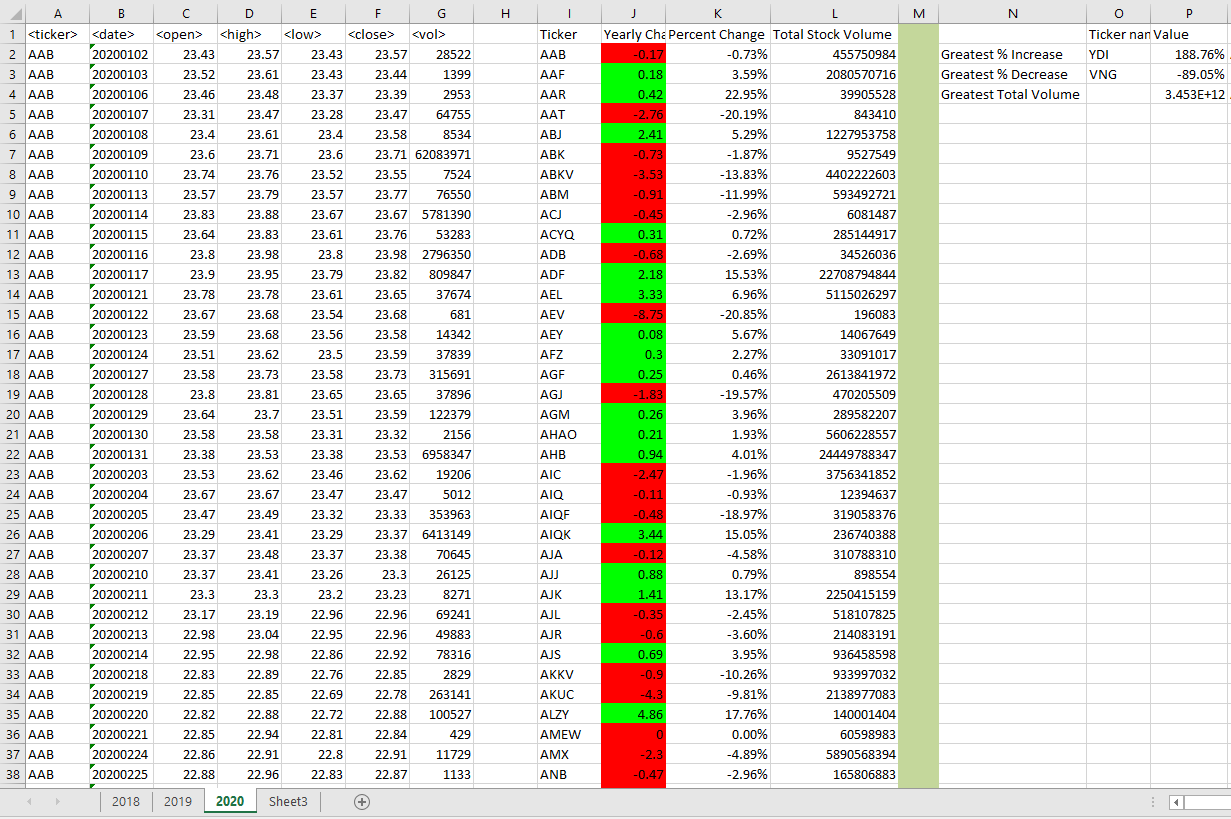 A B C D E F G H I J K L M N O P
1 <ticker> <date> <open> <high> <low> <close> <vol> Ticker Yearly Cha Percent Change Total Stock Volume Ticker nan Value
2 AAB 20200102 23.43 23.57 23.43 23.57 28522 AAB -0.17 -0.73% 455750984 Greatest % Increase YDI 188.76%
3 AAB 20200103 23.52 23.61 23.43 23.44 1399 AAF 0.18 3.59% 2080570716 Greatest % Decrease VNG -89.05%
4 AAB 20200106 23.46 23.48 23.37 23.39 2953 AAR 0.42 22.95% 39905528 Greatest Total Volume 3.453E+12
5 AAB 20200107 23.31 23.47 23.28 23.47 64755 AAT -2.76 -20.19% 843410
6 AAB 20200108 23.4 23.61 23.4 23.58 8534 ABJ 2.41 5.29% 1227953758
7 AAB 20200109 23.6 23.71 23.6 23.71 62083971 ABK -0.73 -1.87% 9527549
8 AAB 20200110 23.74 23.76 23.52 23.55 7524 ABKV -3.53 -13.83% 4402222603
9 AAB 20200113 23.57 23.79 23.57 23.77 76550 ABM -0.91 -11.99% 593492721
10 AAB 20200114 23.83 23.88 23.67 23.67 5781390 ACJ -0.45 -2.96% 6081487
11 AAB 20200115 23.64 23.83 23.61 23.76 53283 ACYQ 0.31 0.72% 285144917
12 AAB 20200116 23.8 23.98 23.8 23.98 2796350 ADB -0.68 -2.69% 34526036
13 AAB 20200117 23.9 23.95 23.79 23.82 809847 ADF 2.18 15.53% 22708794844
14 AAB 20200121 23.78 23.78 23.61 23.65 37674 AEL 3.33 6.96% 5115026297
15 AAB 20200122 23.67 23.68 23.54 23.68 681 AEV -8.75 -20.85% 196083
16 AAB 20200123 23.59 23.68 23.56 23.58 14342 AEY 0.08 5.67% 14067649
17 AAB 20200124 23.51 23.62 23.5 23.59 37839 AFZ 0.3 2.27% 33091017
18 AAB 20200127 23.58 23.73 23.58 23.73 315691 AGF 0.25 0.46% 2613841972
19 AAB 20200128 23.8 23.81 23.65 23.65 37896 AGJ -1.83 -19.57% 470205509
20 AAB 20200129 23.64 23.7 23.51 23.59 122379 AGM 0.26 3.96% 289582207
21 AAB 20200130 23.58 23.58 23.31 23.32 2156 AHAO 0.21 1.93% 5606228557
22 AAB 20200131 23.38 23.53 23.38 23.53 6958347 AHB 0.94 4.01% 24449788347
23 AAB 20200203 23.53 23.62 23.46 23.62 19206 AIC -2.47 -1.96% 3756341852
24 AAB 20200204 23.67 23.67 23.47 23.47 5012 AIQ -0.11 -0.93% 12394637
25 AAB 20200205 23.47 23.49 23.32 23.33 353963 AIQF -0.48 -18.97% 319058376
26 AAB 20200206 23.29 23.41 23.29 23.37 6413149 AIQK 3.44 15.05% 236740388
27 AAB 20200207 23.37 23.48 23.37 23.38 70645 AJA -0.12 -4.58% 310788310
28 AAB 20200210 23.37 23.41 23.26 23.3 26125 AJJ 0.88 0.79% 898554
29 AAB 20200211 23.3 23.3 23.2 23.23 8271 AJK 1.41 13.17% 2250415159
30 AAB 20200212 23.17 23.19 22.96 22.96 69241 AJL -0.35 -2.45% 518107825
31 AAB 20200213 22.98 23.04 22.95 22.96 49883 AJR -0.6 -3.60% 214083191
32 AAB 20200214 22.95 22.98 22.86 22.92 78316 AJS 0.69 3.95% 936458598
33 AAB 20200218 22.83 22.89 22.76 22.85 2829 AKKV -0.9 -10.26% 933997032
34 AAB 20200219 22.85 22.85 22.69 22.78 263141 AKUC -4.3 -9.81% 2138977083
35 AAB 20200220 22.82 22.88 22.72 22.88 100527 ALZY 4.86 17.76% 140001404
36 AAB 20200221 22.85 22.94 22.81 22.84 429 AMEW 0 0.00% 60598983
37 AAB 20200224 22.86 22.91 22.8 22.91 11729 AMX -2.3 -4.89% 5890568394
38 AAB 20200225 22.88 22.96 22.83 22.87 1133 ANB -0.47 -2.96% 165806883
2018 2019 2020 Sheet3